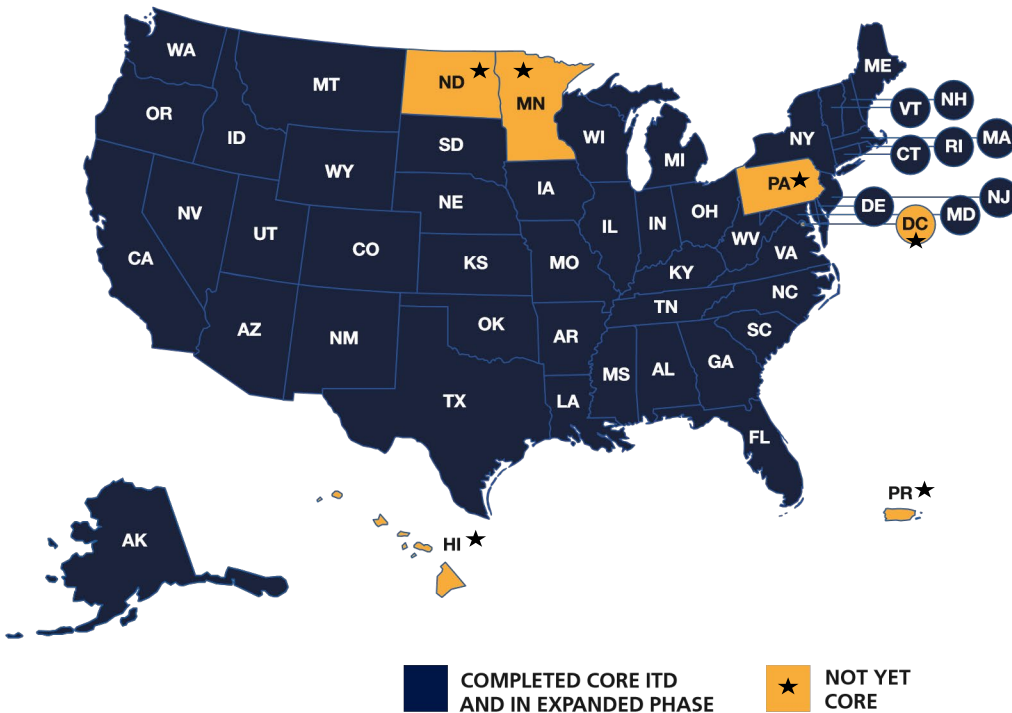 WA
MT
ND
MN
ME
OR
ID
VT
NH
WI
NY
SD
MI
CT
RI
MA
WY
IA
PA
NE
NV
IL
IN
OH
DE
MD
NJ
UT
CO
DC
WV
VA
CA
KS
MO
KY
NC
TN
AZ
NM
OK
AR
SC
MS
AL
GA
TX
LA
FL
PR
AK
HI
COMPLETED CORE ITD
AND IN EXPANDED PHASE
NOT YET
CORE